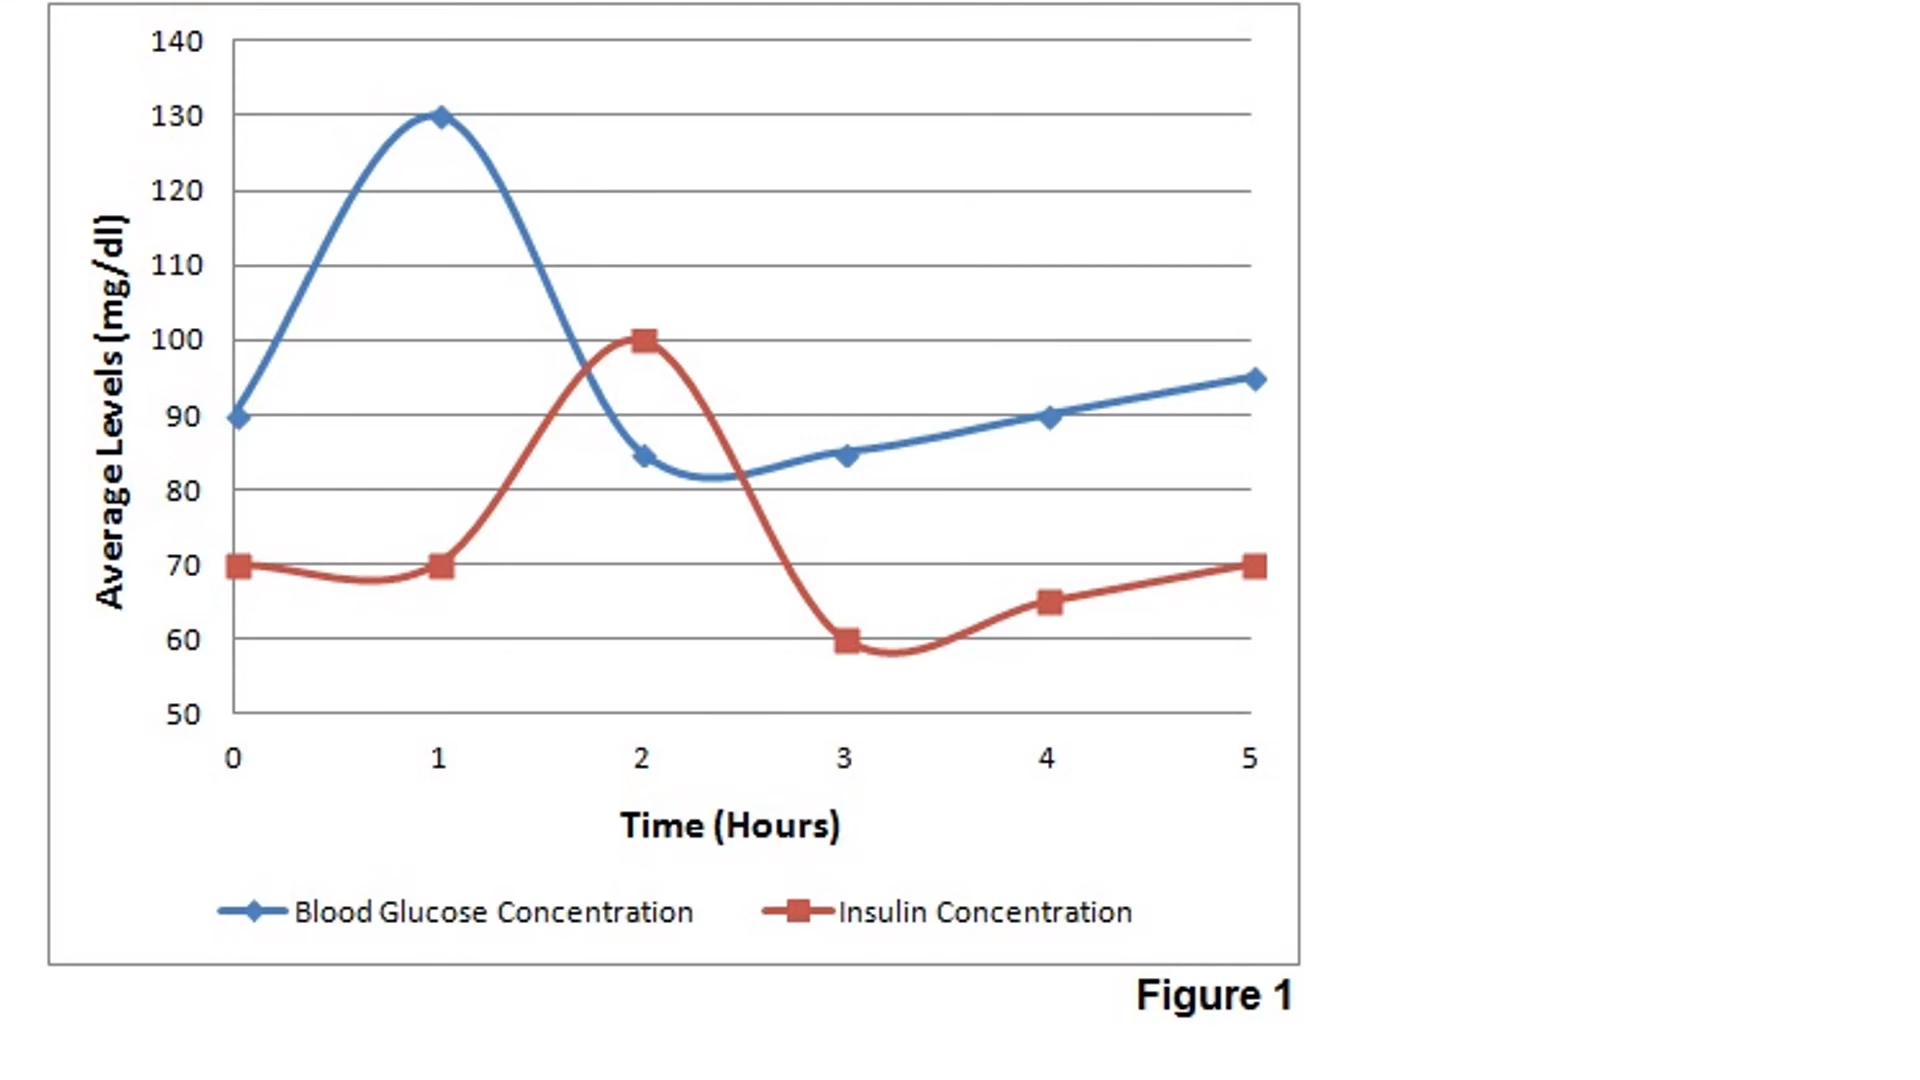 140
130
120
110
100
90
80
70
60
50
Average Levels (mg/dl)
0 1 2 3 4 5
Time (Hours)
Blood Glucose Concentration Insulin Concentration
Figure 1